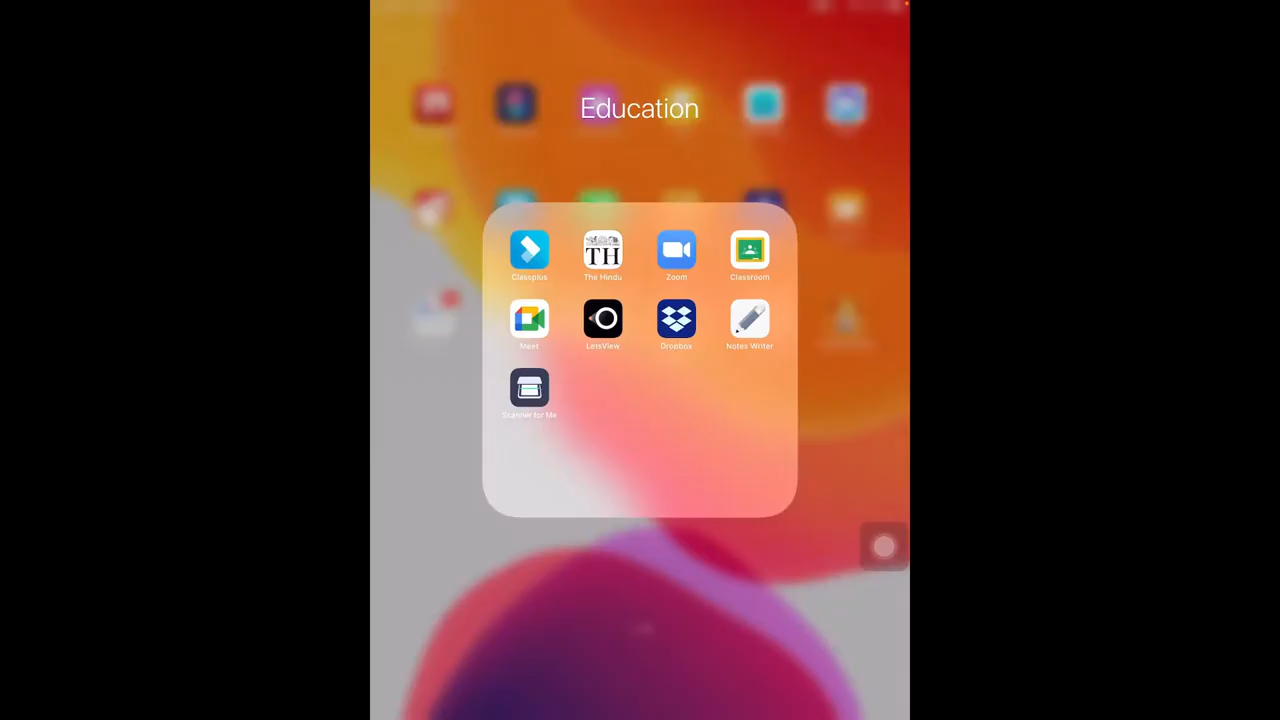 Education
Classplus
TH
The Hindu
Zoom
Classroom
Meet
LetsView
Dropbox
Notes Writer
Scanner for Me